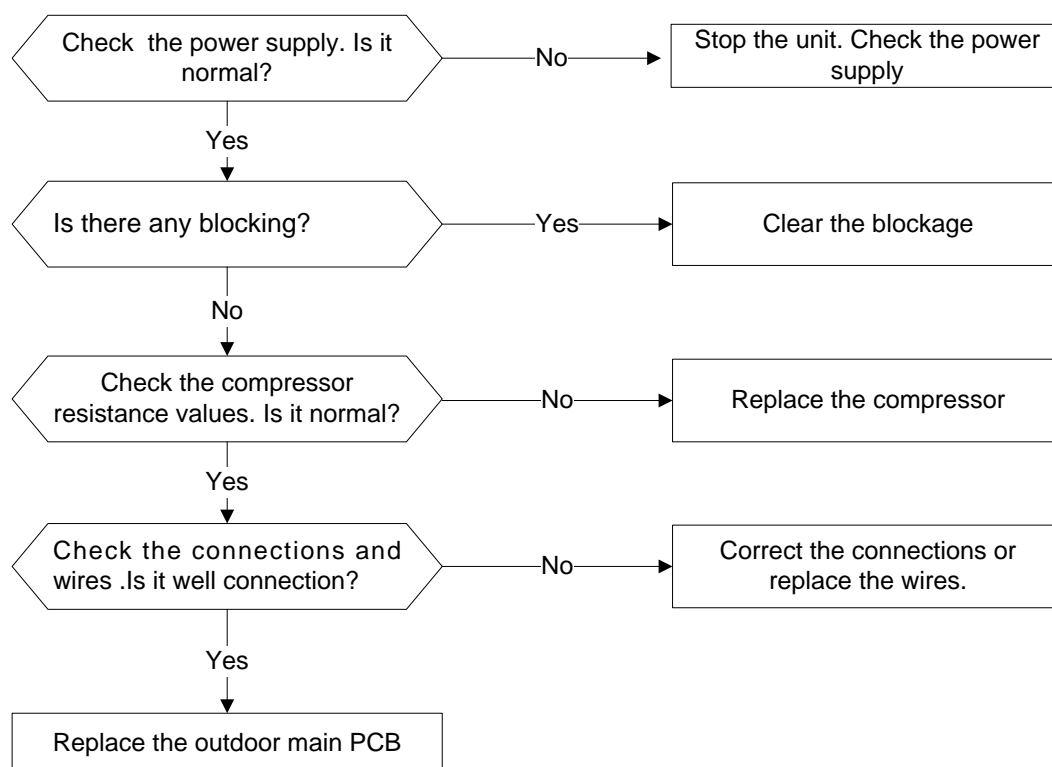 Check the power supply. Is it
normal?
No
Stop the unit. Check the power
supply
Yes
Is there any blocking?
Yes
Clear the blockage
No
Check the compressor
resistance values. Is it normal?
No
Replace the compressor
Yes
Check the connections and
wires .Is it well connection?
No
Correct the connections or
replace the wires.
Yes
Replace the outdoor main PCB